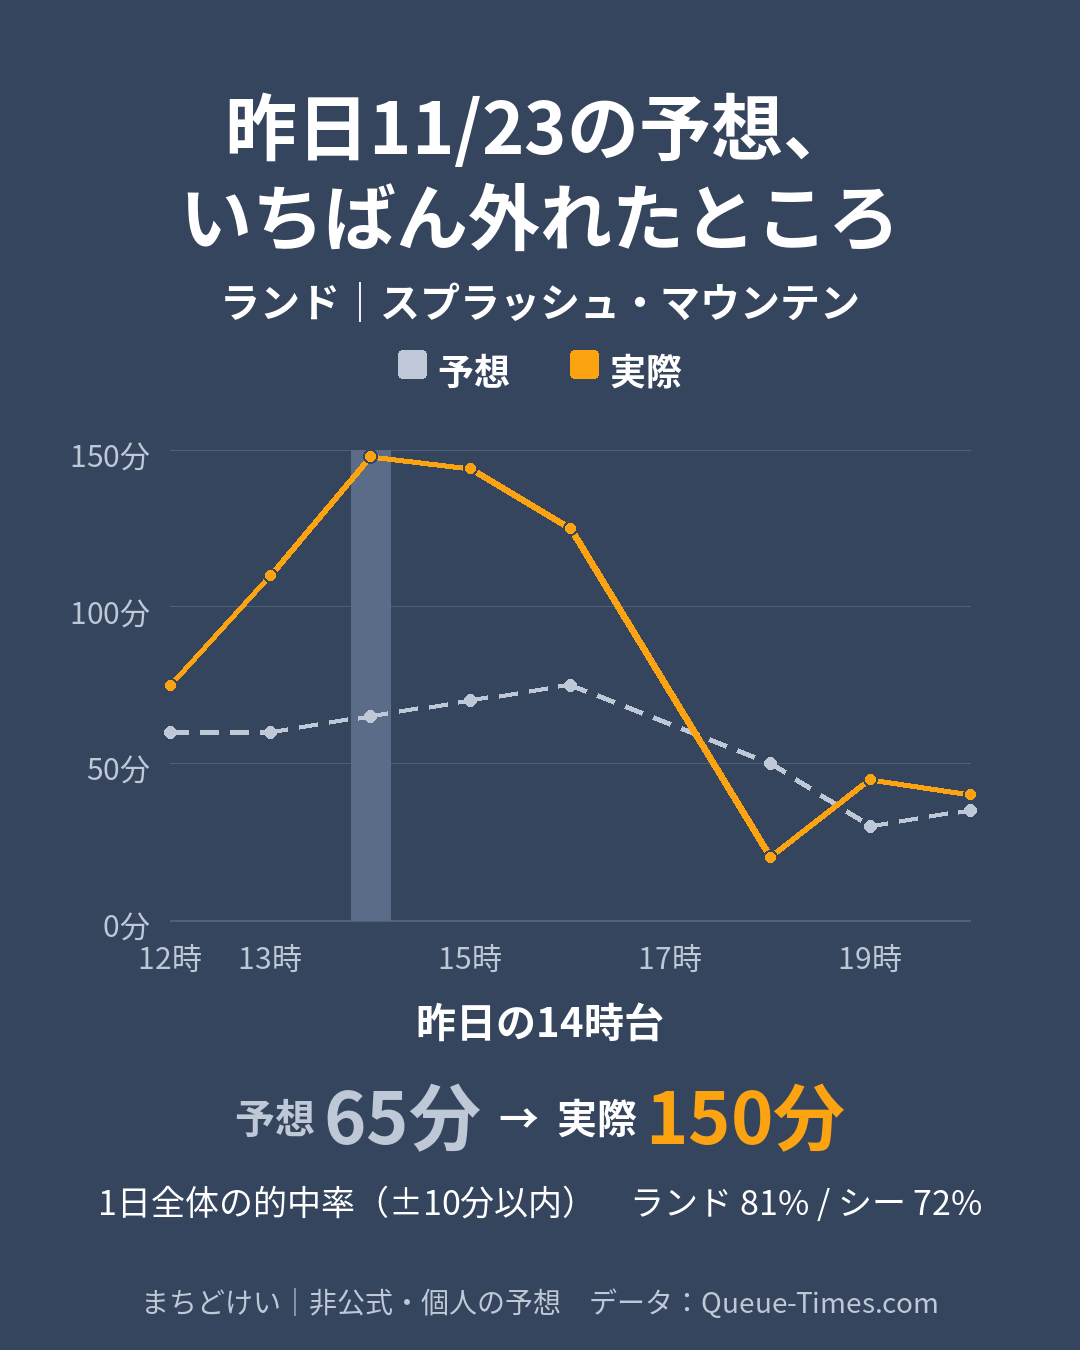 昨日11/23の予想、
いちばん外れたところ
ランド｜スプラッシュ・マウンテン
予想 実際
150分
100分
50分
0分
12時 13時 15時 17時 19時
昨日の14時台
予想 65分 → 実際 150分
1日全体の的中率（±10分以内）　ランド 81% / シー 72%
まちどけい｜非公式・個人の予想　データ：Queue-Times.com